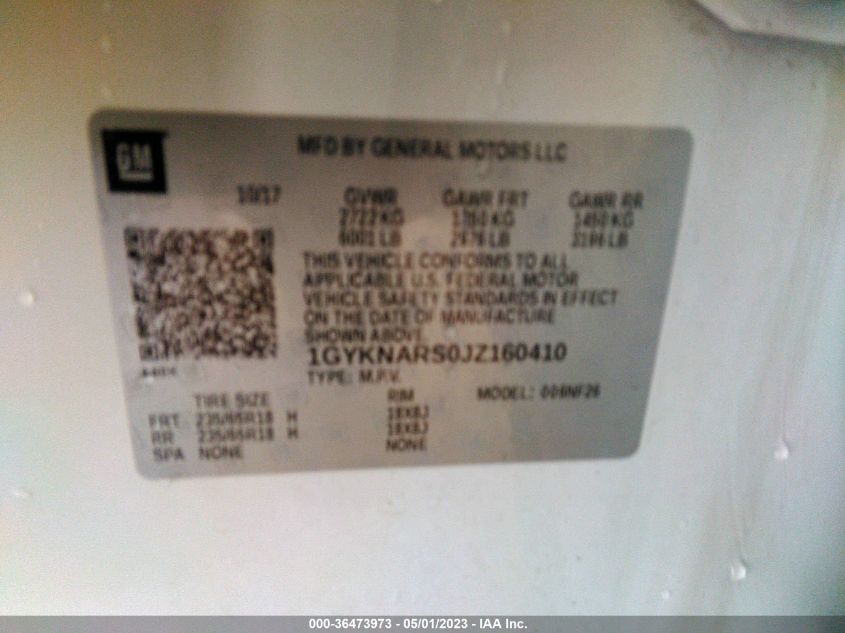 GM
MFD BY GENERAL MOTORS LLC
10/17 GVWR GAWR FRT GAWR RR
2722 KG 1350 KG 1450 KG
6001 LB 2976 LB 3196 LB
THIS VEHICLE CONFORMS TO ALL
APPLICABLE U.S. FEDERAL MOTOR
VEHICLE SAFETY STANDARDS IN EFFECT
ON THE DATE OF MANUFACTURE
SHOWN ABOVE.
1GYKNARS0JZ160410
TYPE: M.P.V.
TIRE SIZE RIM MODEL: 006NF26
FRT 235/65R18 H 18X8J
RR 235/65R18 H 18X8J
SPA NONE NONE
000-36473973 / 05/01/2023 - IAA Inc.